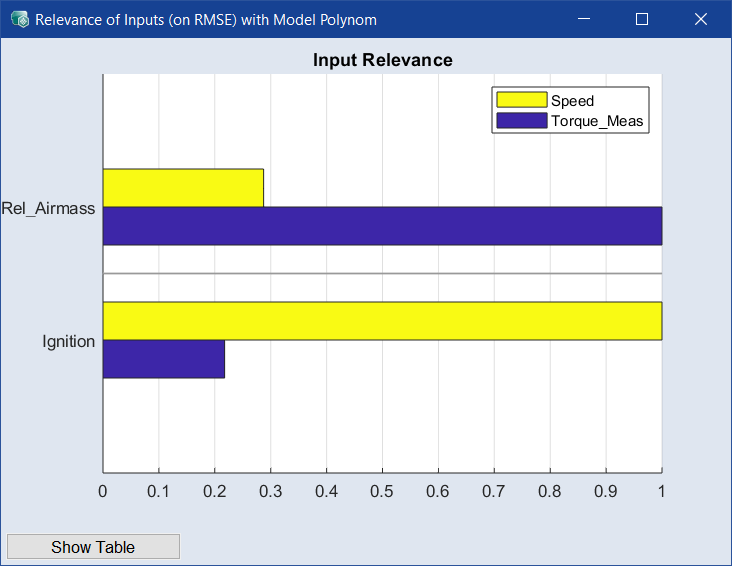 Relevance of Inputs (on RMSE) with Model Polynom
Input Relevance
Speed
Torque_Meas
Rel_Airmass
Ignition
0 0.1 0.2 0.3 0.4 0.5 0.6 0.7 0.8 0.9 1
Show Table